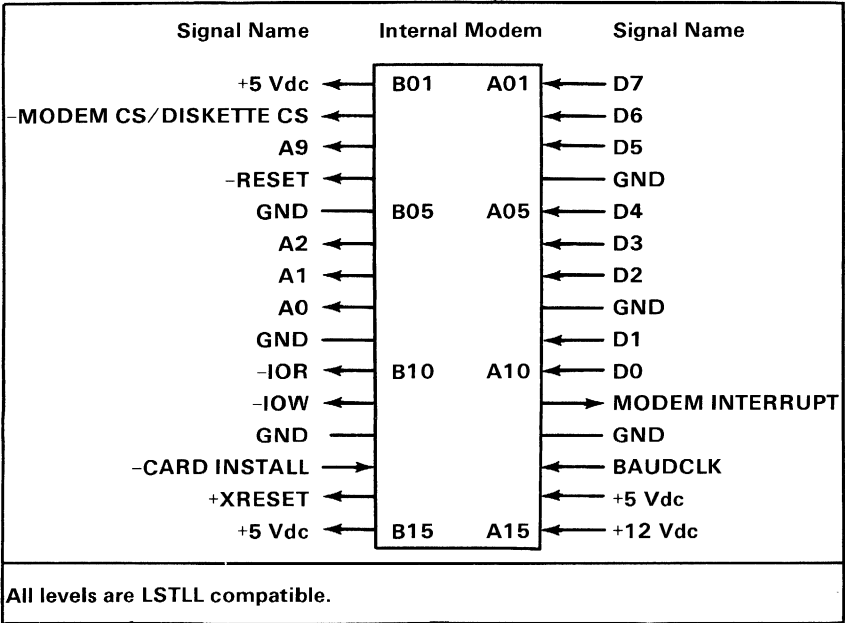 Signal Name Internal Modem Signal Name
+5 Vdc B01 A01 D7
-MODEM CS/DISKETTE CS D6
A9 D5
-RESET GND
GND B05 A05 D4
A2 D3
A1 D2
A0 GND
GND D1
-IOR B10 A10 D0
-IOW MODEM INTERRUPT
GND GND
-CARD INSTALL BAUDCLK
+XRESET +5 Vdc
+5 Vdc B15 A15 +12 Vdc
All levels are LSTLL compatible.